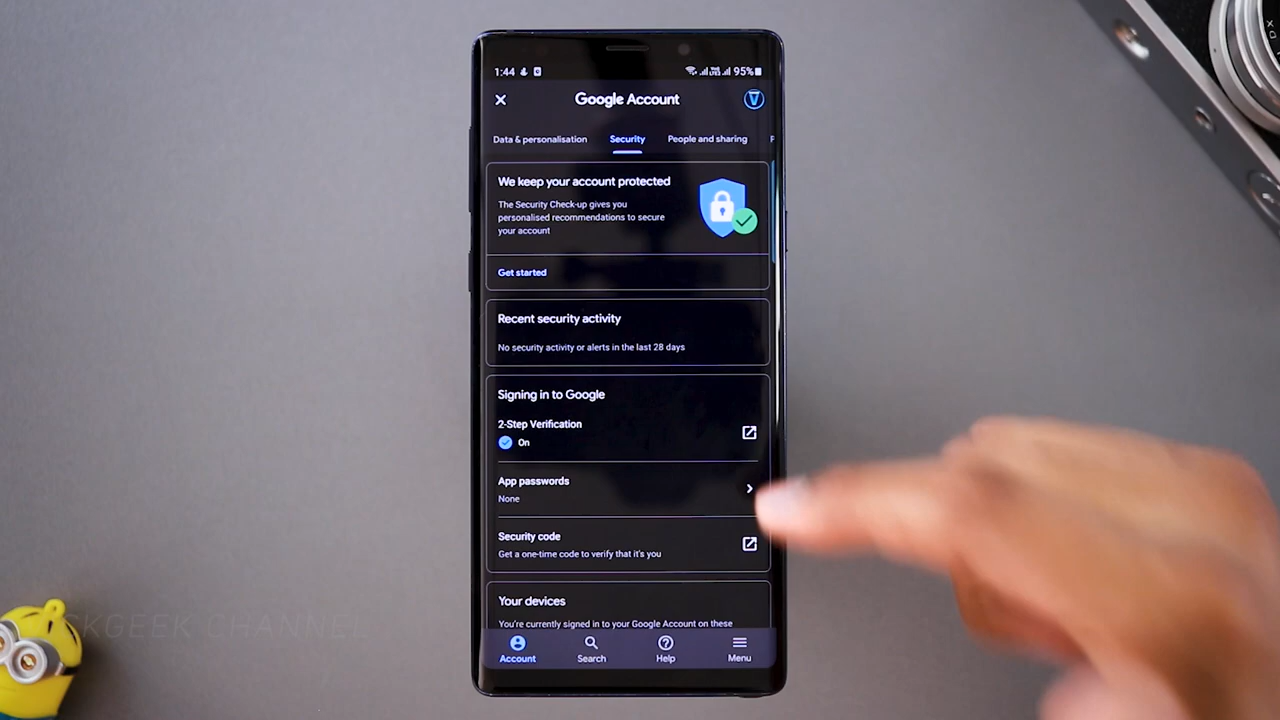 1:44 95%
Google Account
Data & personalisation Security People and sharing P
We keep your account protected
The Security Check-up gives you
personalised recommendations to secure
your account
Get started
Recent security activity
No security activity or alerts in the last 28 days
Signing in to Google
2-Step Verification
On
App passwords
None
Security code
Get a one-time code to verify that it's you
Your devices
You're currently signed in to your Google Account on these
Account Search Help Menu
SKGEEK CHANNEL